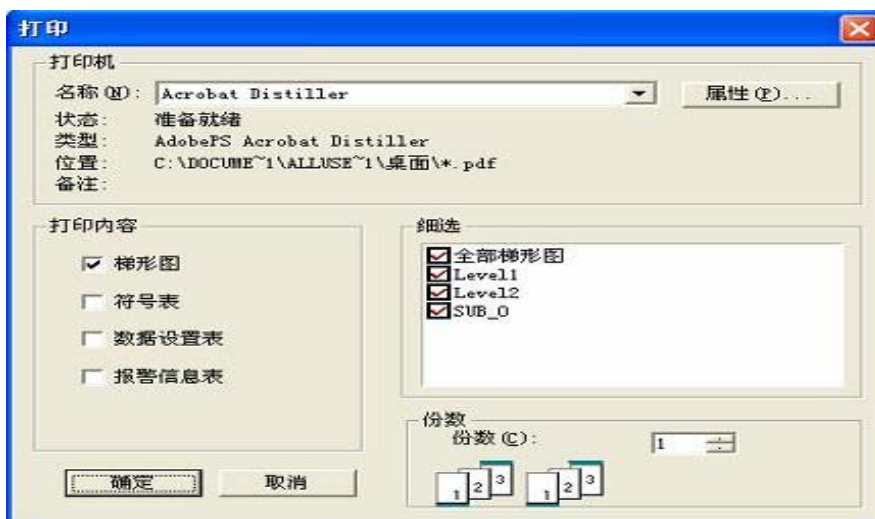 打印
打印机
名称(N): Acrobat Distiller
属性(P)...
状态: 准备就绪
类型: AdobePS Acrobat Distiller
位置: C:\DOCUME~1\ALLUSE~1\桌面\*.pdf
备注:
打印内容
梯形图
符号表
数据设置表
报警信息表
细选
全部梯形图
Level1
Level2
SUB_0
份数
份数(C): 1
1 2 3 1 2 3
确定 取消